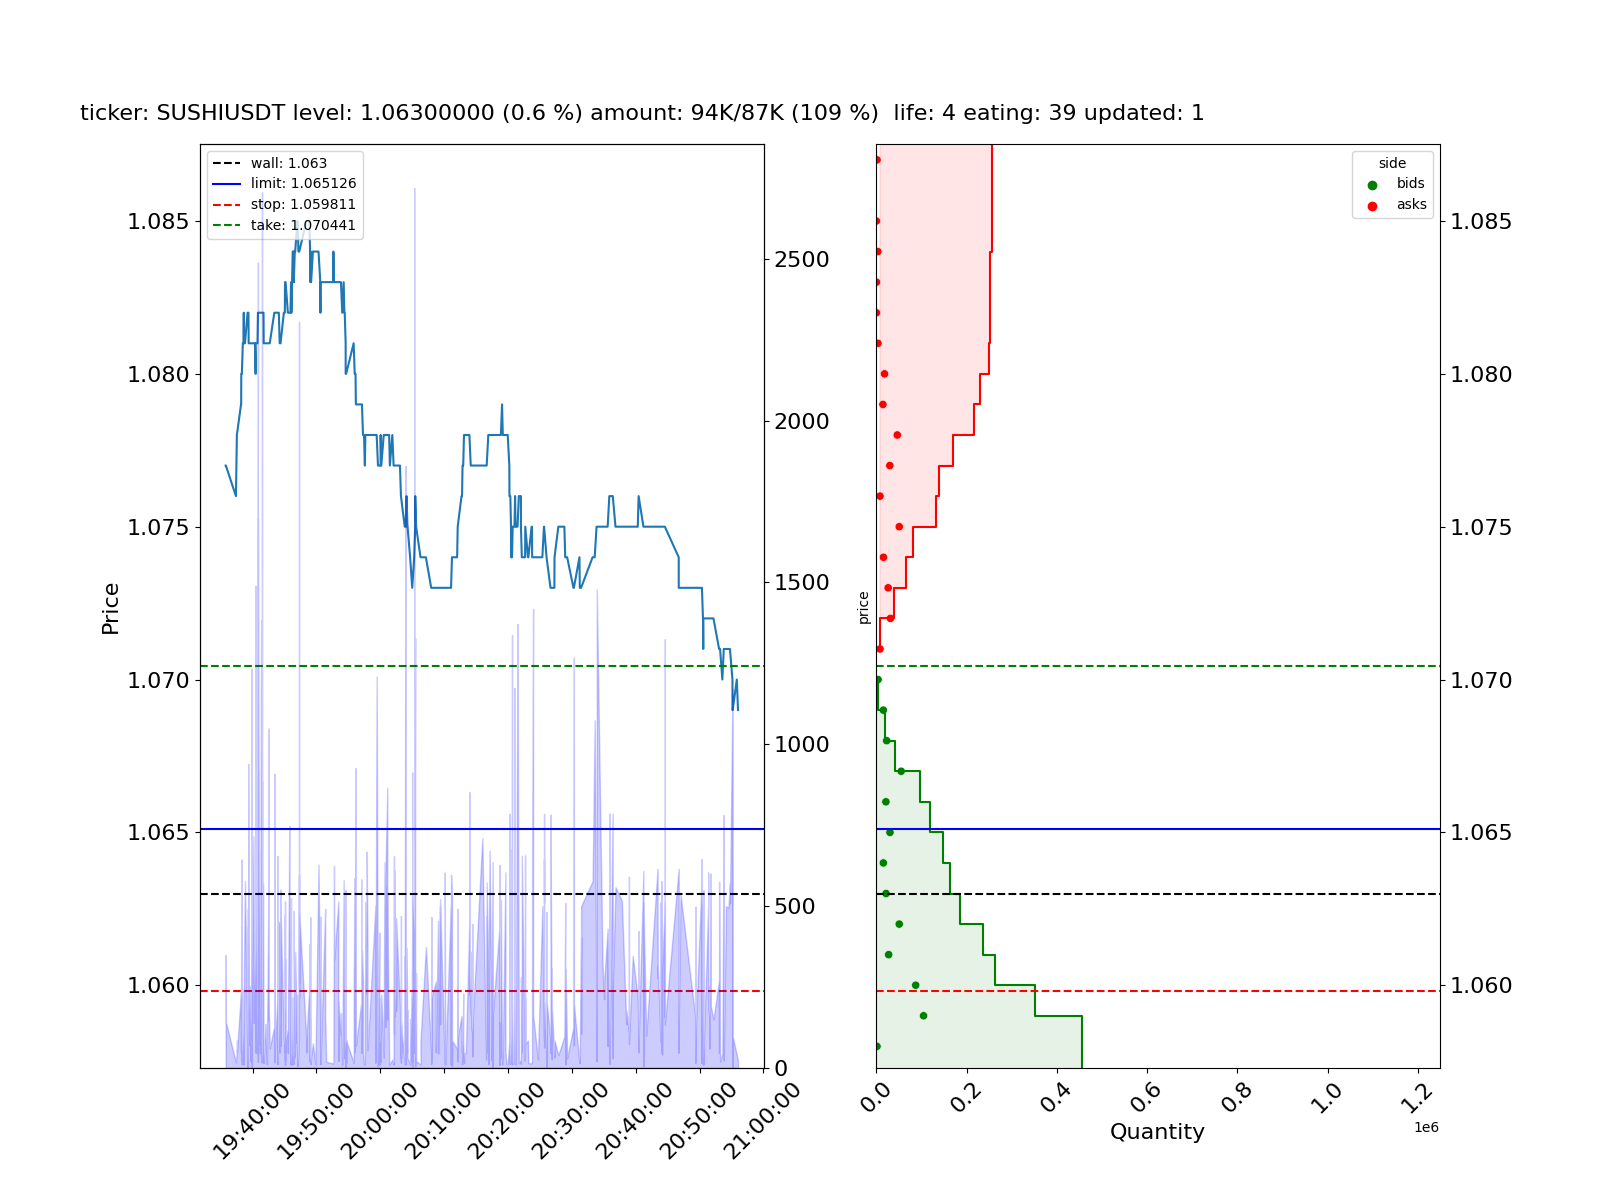 ticker: SUSHIUSDT level: 1.06300000 (0.6 %) amount: 94K/87K (109 %)  life: 4 eating: 39 updated: 1
wall: 1.063
limit: 1.065126
stop: 1.059811
take: 1.070441
Price
1.085
1.080
1.075
1.070
1.065
1.060
2500
2000
1500
1000
500
0
19:40:00
19:50:00
20:00:00
20:10:00
20:20:00
20:30:00
20:40:00
20:50:00
21:00:00
side
bids
asks
price
1.085
1.080
1.075
1.070
1.065
1.060
0.0
0.2
0.4
0.6
0.8
1.0
1.2
1e6
Quantity